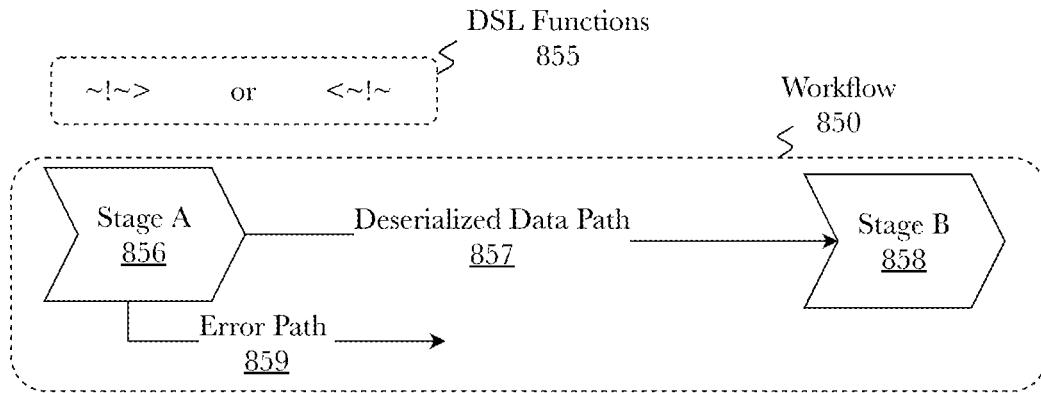 DSL Functions
855
~!~> or <~!~
Workflow
850
Stage A
856
Deserialized Data Path
857
Stage B
858
Error Path
859